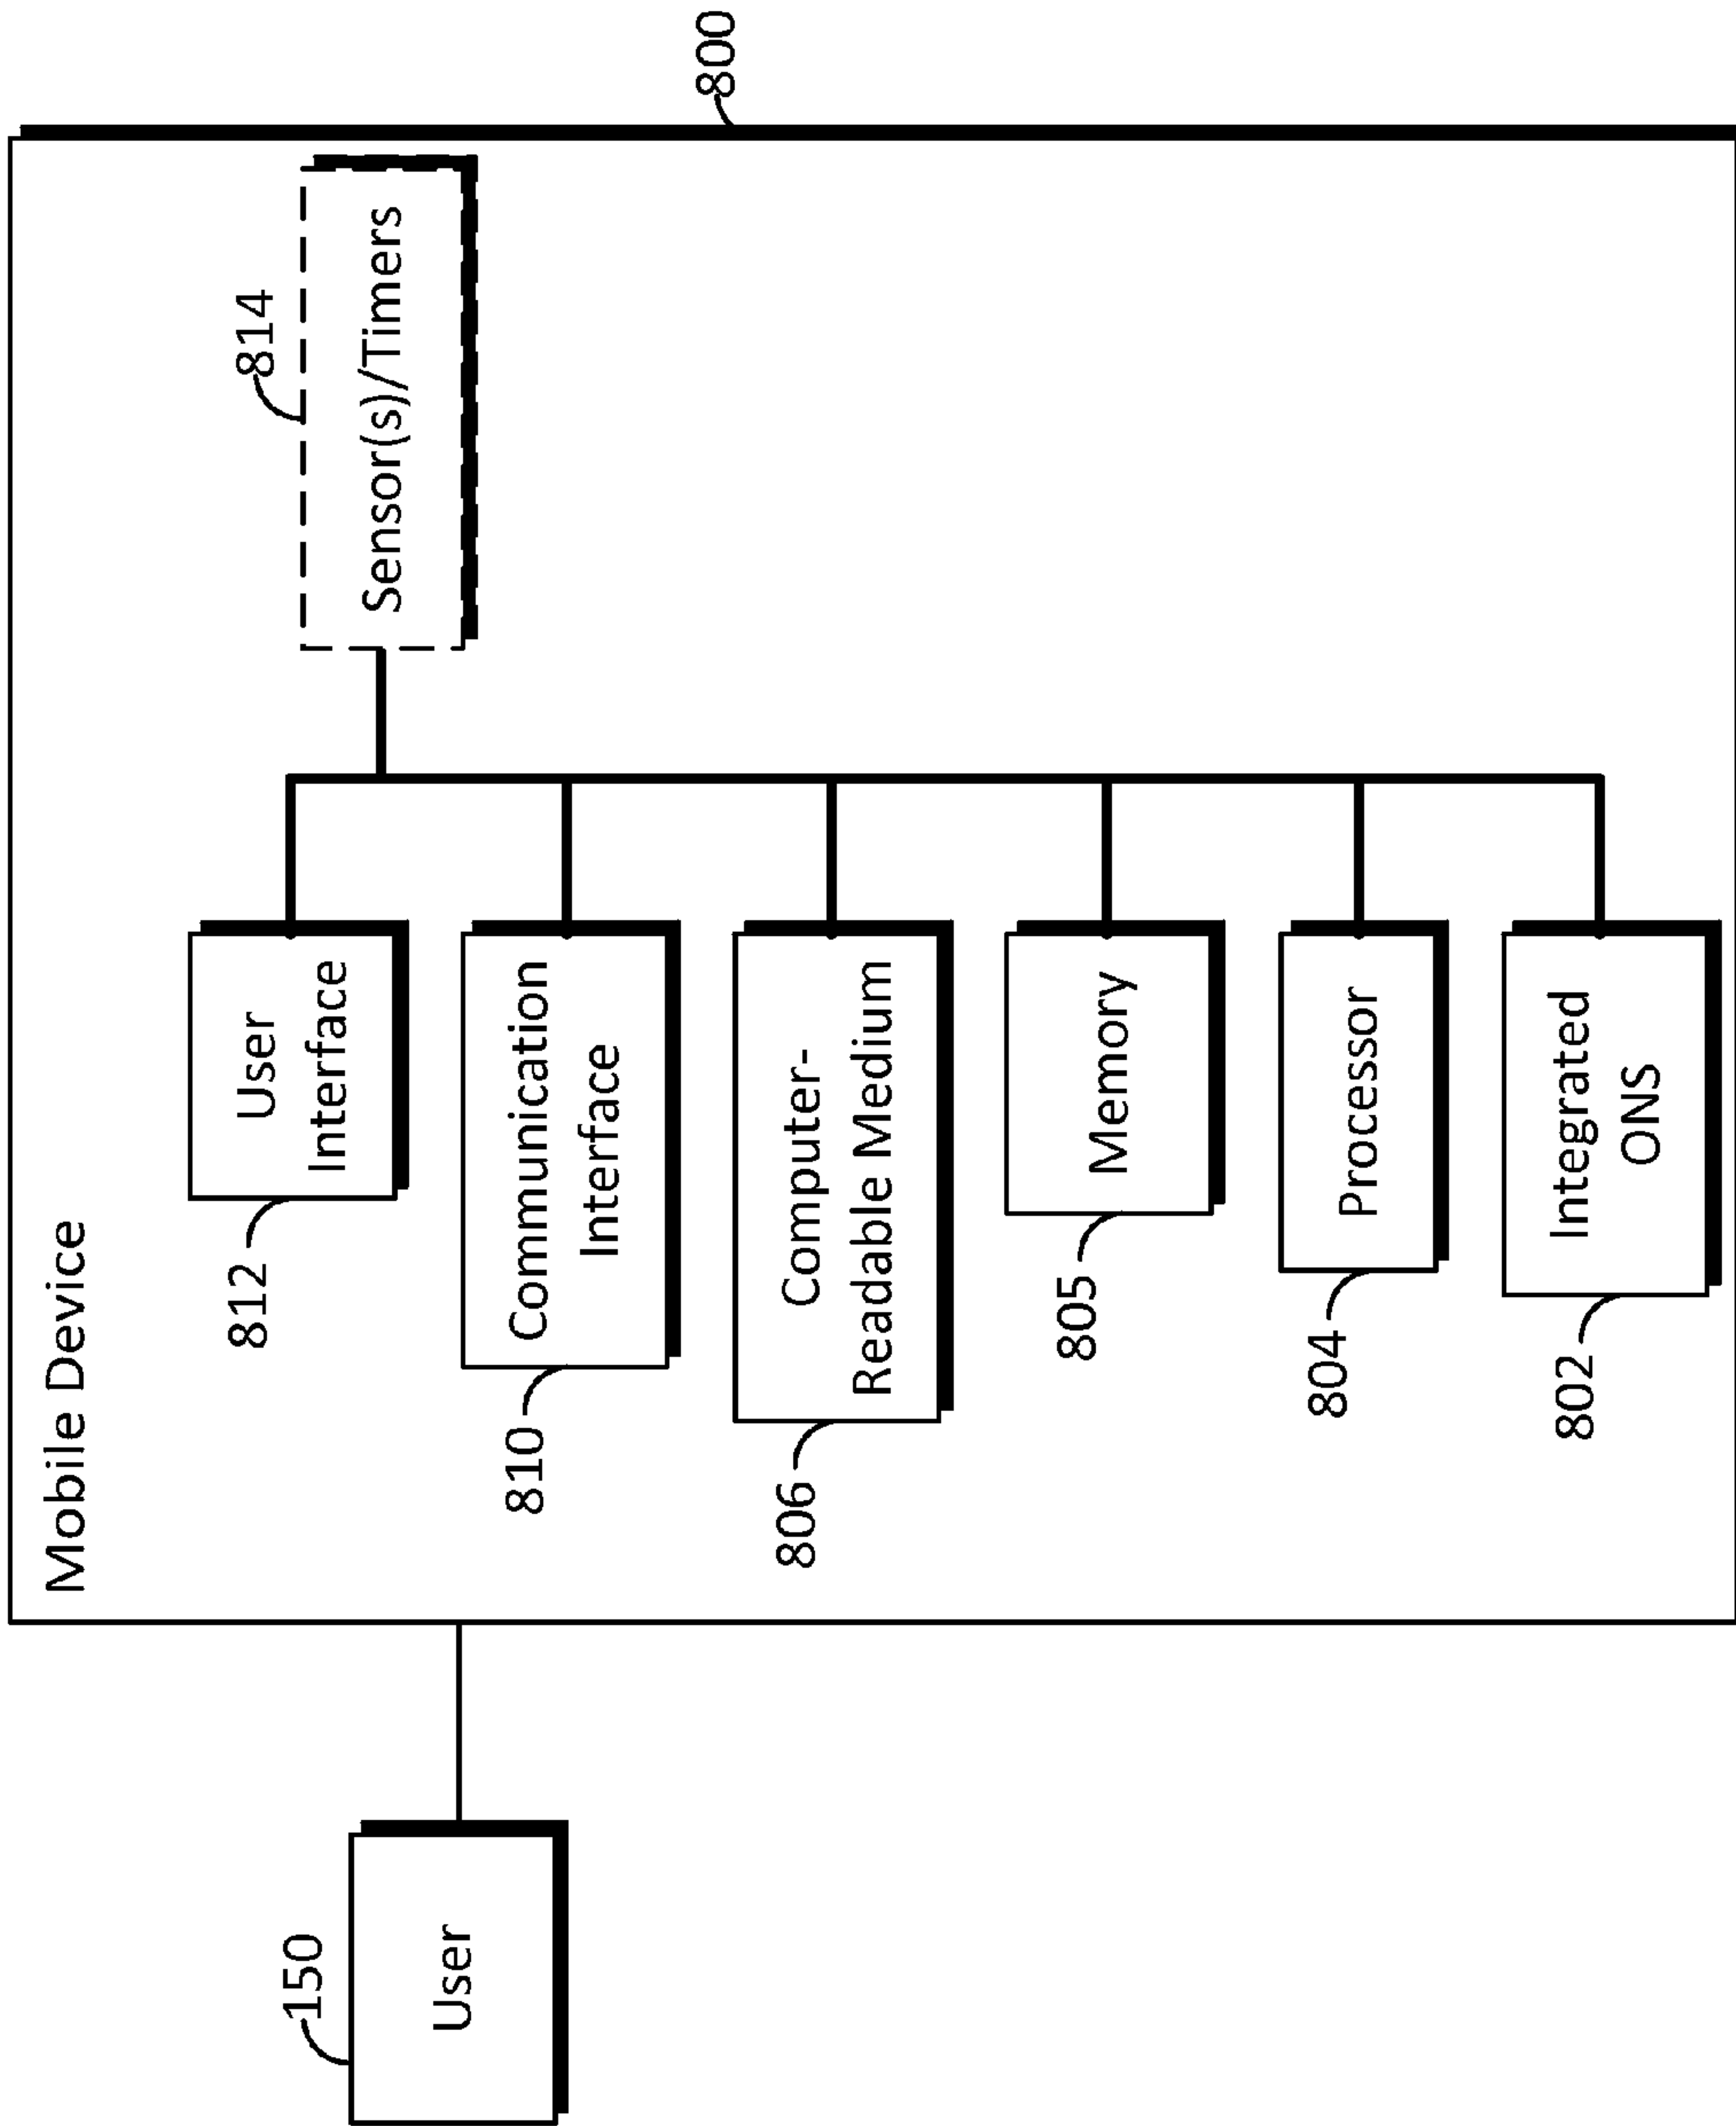 Mobile Device
800
150
User
812
User
Interface
810
Communication
Interface
806
Computer-
Readable Medium
805
Memory
804
Processor
802
Integrated
ONS
814
Sensor(s)/Timers